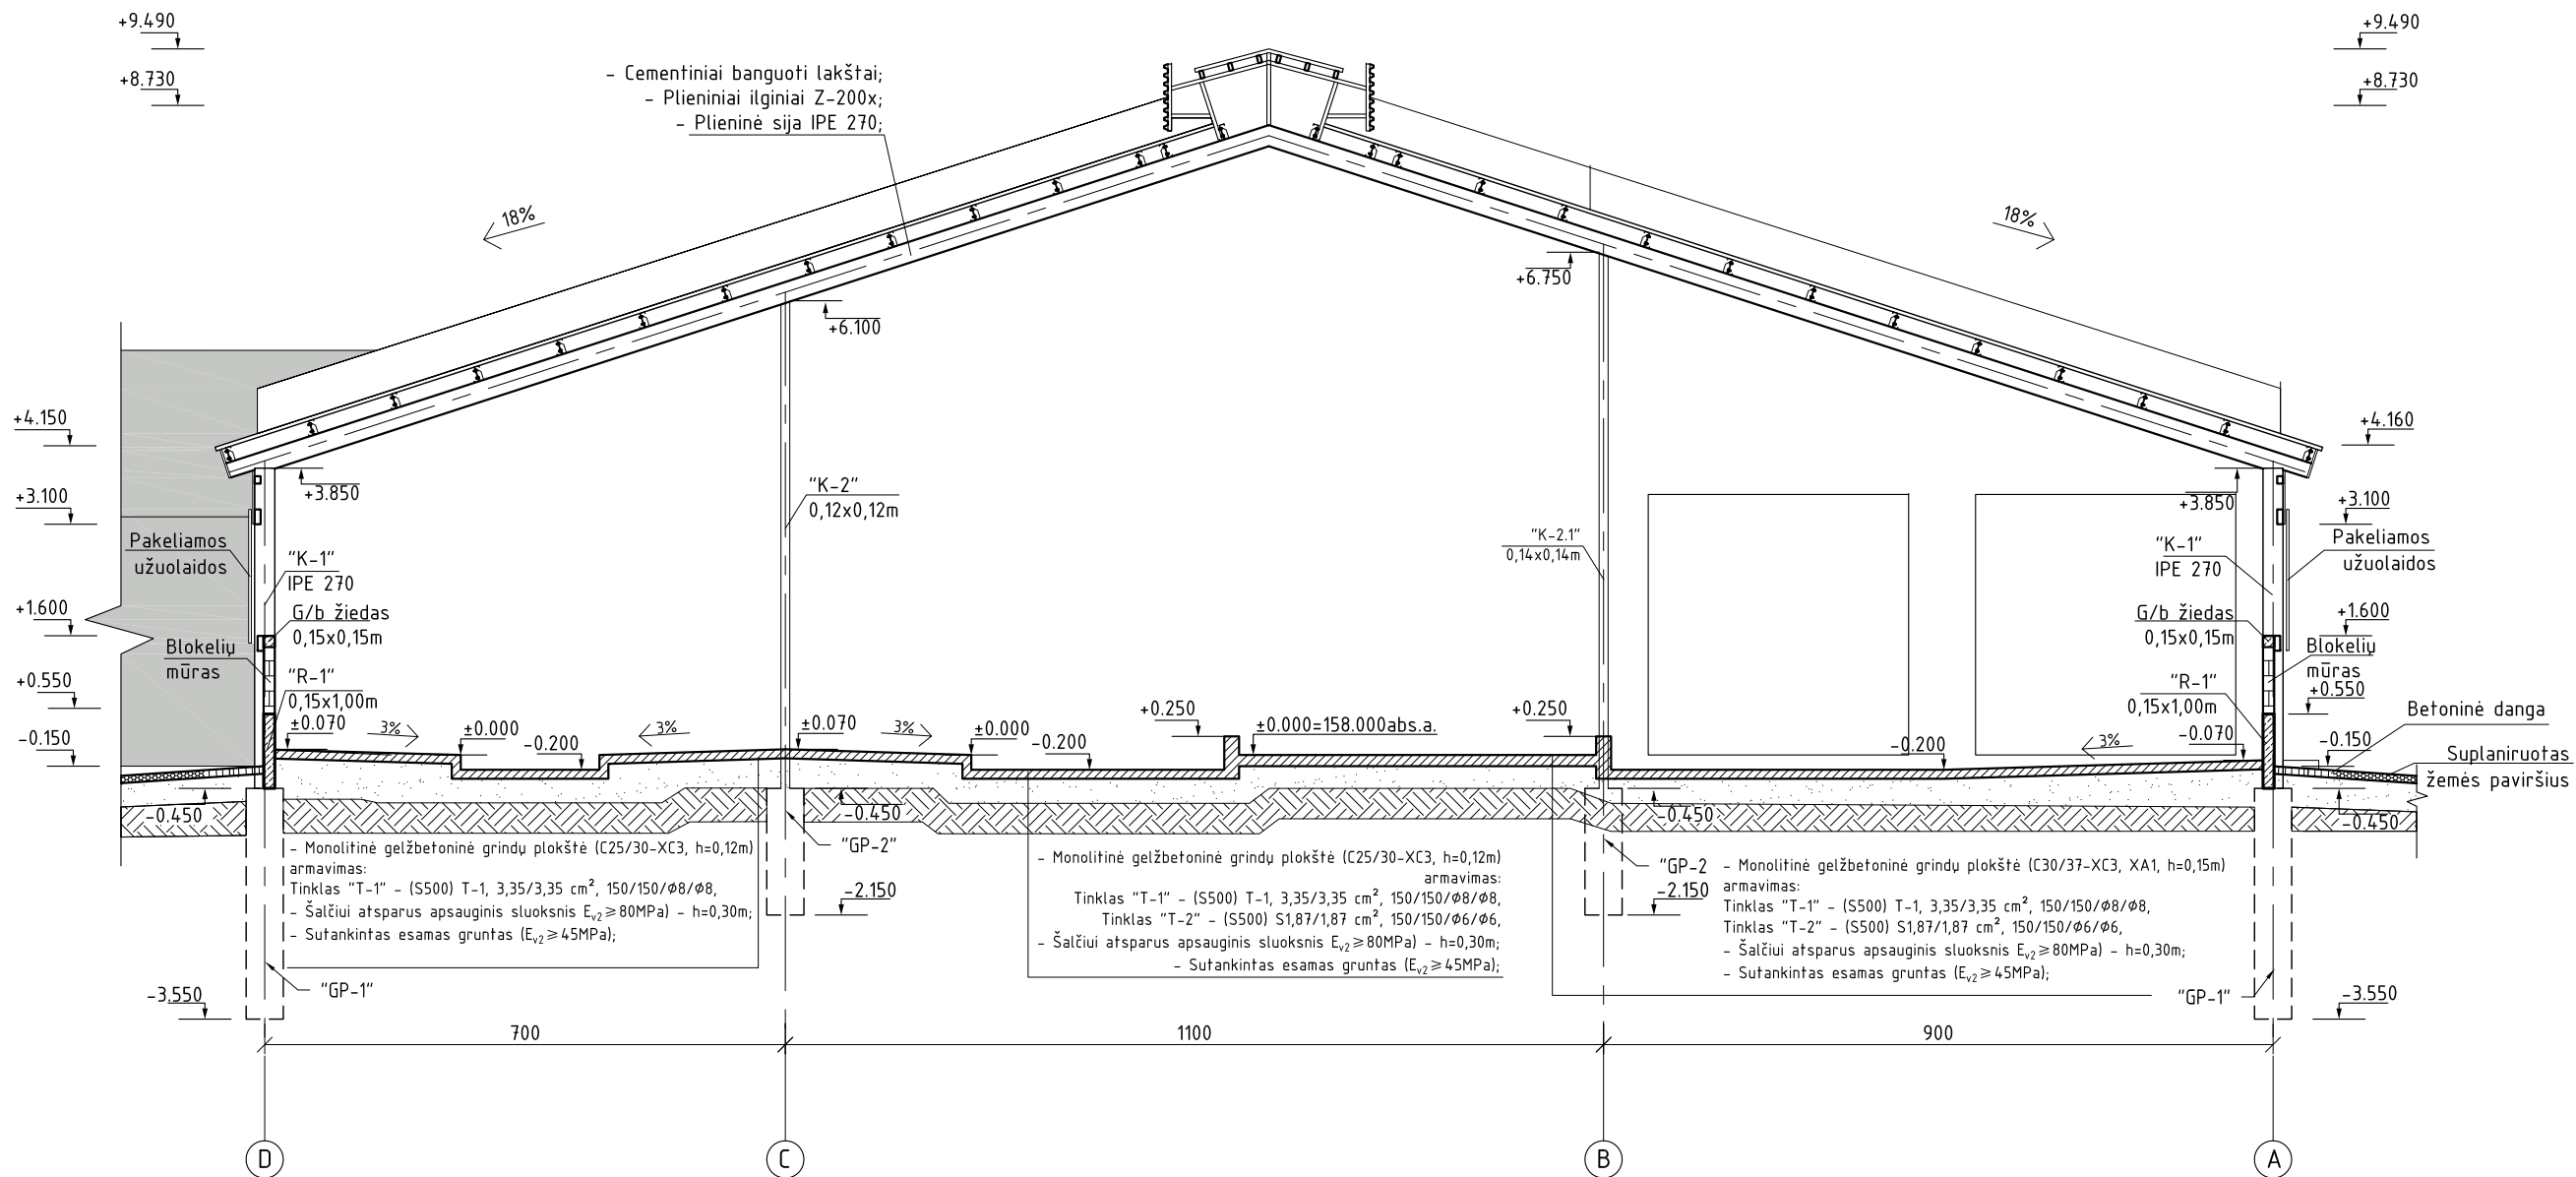 +9.490
+9.490
+8.730
+8.730
- Cementiniai banguoti lakštai;
- Plieniniai ilginiai Z-200x;
- Plieninė sija IPE 270;
18%
18%
+6.750
+6.100
+4.150
+4.160
+3.850
+3.850
+3.100
+3.100
"K-2"
0,12x0,12m
"K-2.1"
0,14x0,14m
Pakeliamos
užuolaidos
"K-1"
IPE 270
"K-1"
IPE 270
Pakeliamos
užuolaidos
+1.600
G/b žiedas
0,15x0,15m
G/b žiedas
0,15x0,15m
+1.600
Blokelių
mūras
Blokelių
mūras
+0.550
"R-1"
0,15x1,00m
"R-1"
0,15x1,00m
+0.550
Betoninė danga
±0.070
3%
±0.000
-0.200
3%
±0.070
3%
±0.000
-0.200
+0.250
±0.000=158.000abs.a.
+0.250
-0.200
3%
-0.070
-0.150
-0.150
Suplaniruotas
žemės paviršius
-0.450
-0.450
-0.450
-0.450
- Monolitinė gelžbetoninė grindų plokštė (C25/30-XC3, h=0,12m)
armavimas:
Tinklas "T-1" - (S500) T-1, 3,35/3,35 cm², 150/150/Ø8/Ø8,
- Šalčiui atsparus apsauginis sluoksnis Ev2≥80MPa) - h=0,30m;
- Sutankintas esamas gruntas (Ev2≥45MPa);
"GP-2"
-2.150
- Monolitinė gelžbetoninė grindų plokštė (C25/30-XC3, h=0,12m)
armavimas:
Tinklas "T-1" - (S500) T-1, 3,35/3,35 cm², 150/150/Ø8/Ø8,
Tinklas "T-2" - (S500) S1,87/1,87 cm², 150/150/Ø6/Ø6,
- Šalčiui atsparus apsauginis sluoksnis Ev2≥80MPa) - h=0,30m;
- Sutankintas esamas gruntas (Ev2≥45MPa);
"GP-2
-2.150
- Monolitinė gelžbetoninė grindų plokštė (C30/37-XC3, XA1, h=0,15m)
armavimas:
Tinklas "T-1" - (S500) T-1, 3,35/3,35 cm², 150/150/Ø8/Ø8,
Tinklas "T-2" - (S500) S1,87/1,87 cm², 150/150/Ø6/Ø6,
- Šalčiui atsparus apsauginis sluoksnis Ev2≥80MPa) - h=0,30m;
- Sutankintas esamas gruntas (Ev2≥45MPa);
-3.550
"GP-1"
"GP-1"
-3.550
700
1100
900
D
C
B
A